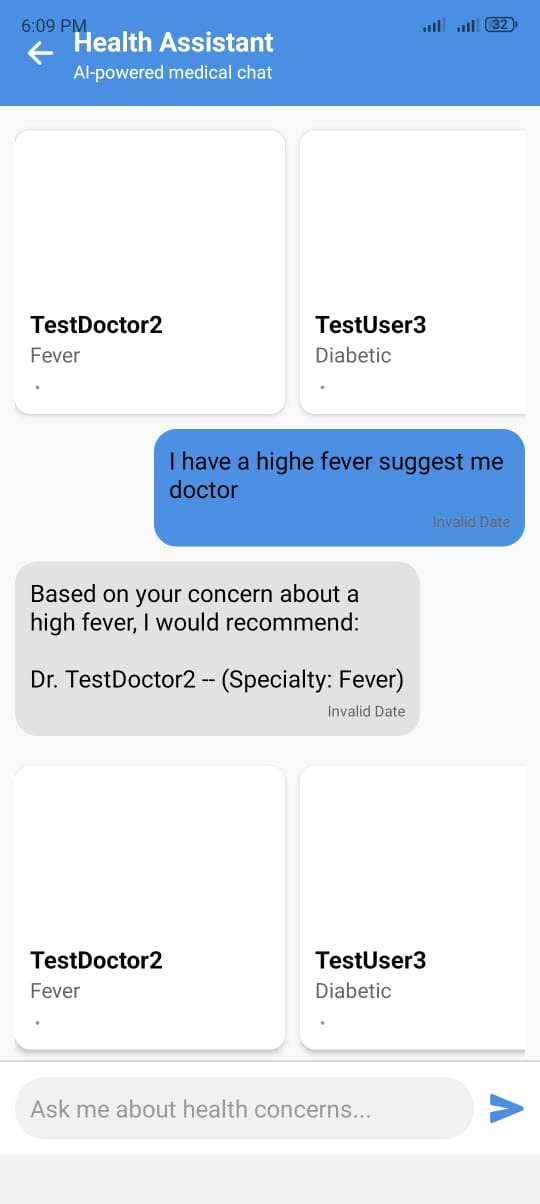 6:09 PM
32
Health Assistant
AI-powered medical chat
TestDoctor2
Fever
.
TestUser3
Diabetic
.
I have a highe fever suggest me
doctor
Invalid Date
Based on your concern about a
high fever, I would recommend:
Dr. TestDoctor2 -- (Specialty: Fever)
Invalid Date
TestDoctor2
Fever
.
TestUser3
Diabetic
.
Ask me about health concerns...